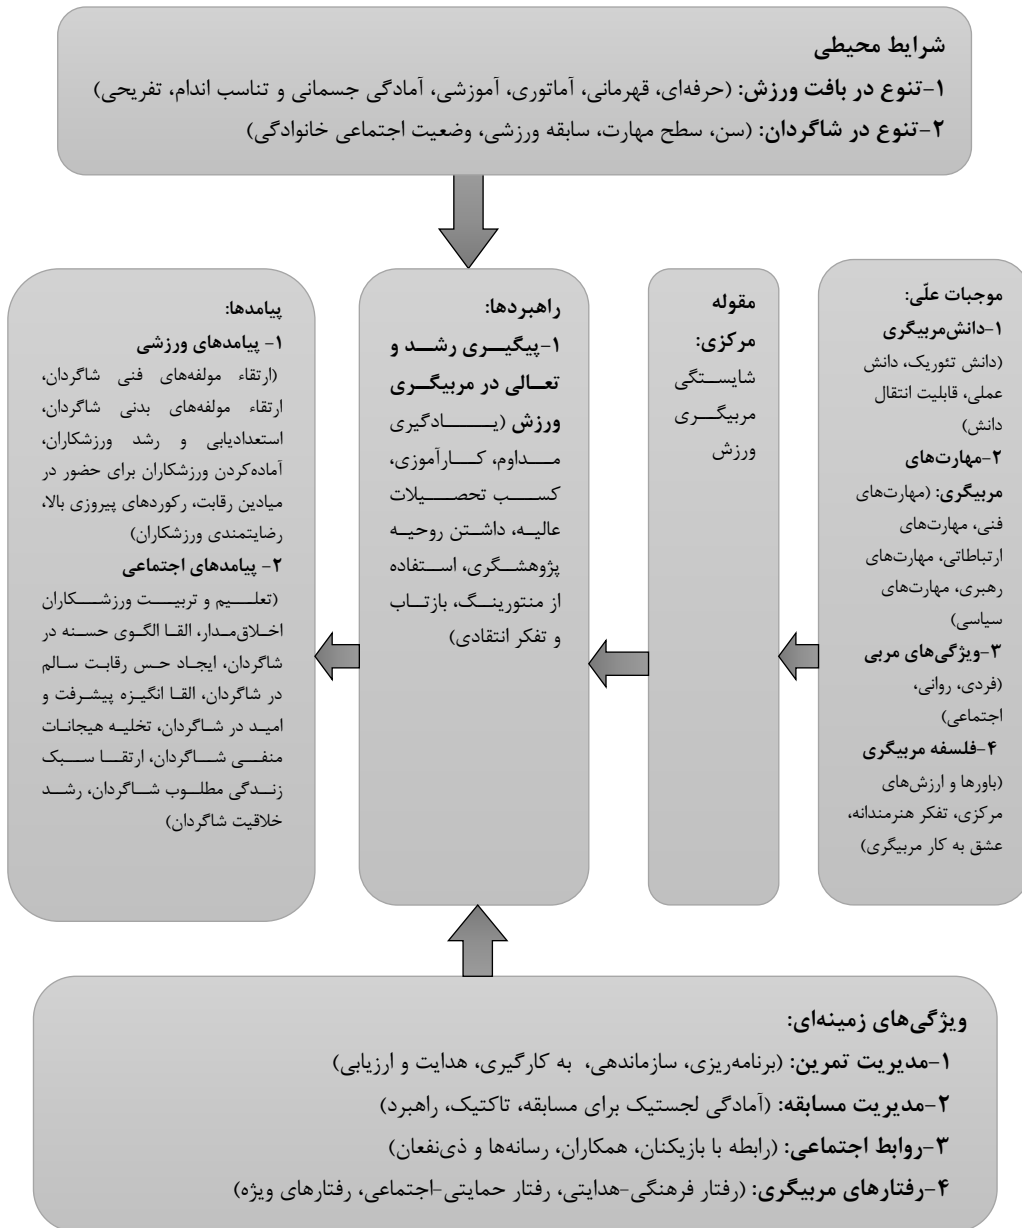 شرایط محیطی
۱-تنوع در بافت ورزش: (حرفه‌ای، قهرمانی، آماتوری، آموزشی، آمادگی جسمانی و تناسب اندام، تفریحی)
۲-تنوع در شاگردان: (سن، سطح مهارت، سابقه ورزشی، وضعیت اجتماعی خانوادگی)
موجبات علّی:
۱-دانش‌مربیگری
(دانش تئوریک، دانش
عملی، قابلیت انتقال
دانش)
۲-مهارت‌های
مربیگری: (مهارت‌های
فنی، مهارت‌های
ارتباطاتی، مهارت‌های
رهبری، مهارت‌های
سیاسی)
۳-ویژگی‌های مربی
(فردی، روانی،
اجتماعی)
۴-فلسفه مربیگری
(باورها و ارزش‌های
مرکزی، تفکر هنرمندانه،
عشق به کار مربیگری)
مقوله
مرکزی:
شایستگی
مربیگری
ورزش
راهبردها:
۱-پیگیری رشد و
تعالی در مربیگری
ورزش (یادگیری
مداوم، کارآموزی،
کسب تحصیلات
عالیه، داشتن روحیه
پژوهشگری، استفاده
از منتورینگ، بازتاب
و تفکر انتقادی)
پیامدها:
۱- پیامدهای ورزشی
(ارتقاء مولفه‌های فنی شاگردان،
ارتقاء مولفه‌های بدنی شاگردان،
استعدادیابی و رشد ورزشکاران،
آماده‌کردن ورزشکاران برای حضور در
میادین رقابت، رکوردهای پیروزی بالا،
رضایتمندی ورزشکاران)
۲- پیامدهای اجتماعی
(تعلیم و تربیت ورزشکاران
اخلاق‌مدار، القا الگوی حسنه در
شاگردان، ایجاد حس رقابت سالم
در شاگردان، القا انگیزه پیشرفت و
امید در شاگردان، تخلیه هیجانات
منفی شاگردان، ارتقا سبک
زندگی مطلوب شاگردان، رشد
خلاقیت شاگردان)
ویژگی‌های زمینه‌ای:
۱-مدیریت تمرین: (برنامه‌ریزی، سازماندهی، به کارگیری، هدایت و ارزیابی)
۲-مدیریت مسابقه: (آمادگی لجستیک برای مسابقه، تاکتیک، راهبرد)
۳-روابط اجتماعی: (رابطه با بازیکنان، همکاران، رسانه‌ها و ذی‌نفعان)
۴-رفتارهای مربیگری: (رفتار فرهنگی-هدایتی، رفتار حمایتی-اجتماعی، رفتارهای ویژه)